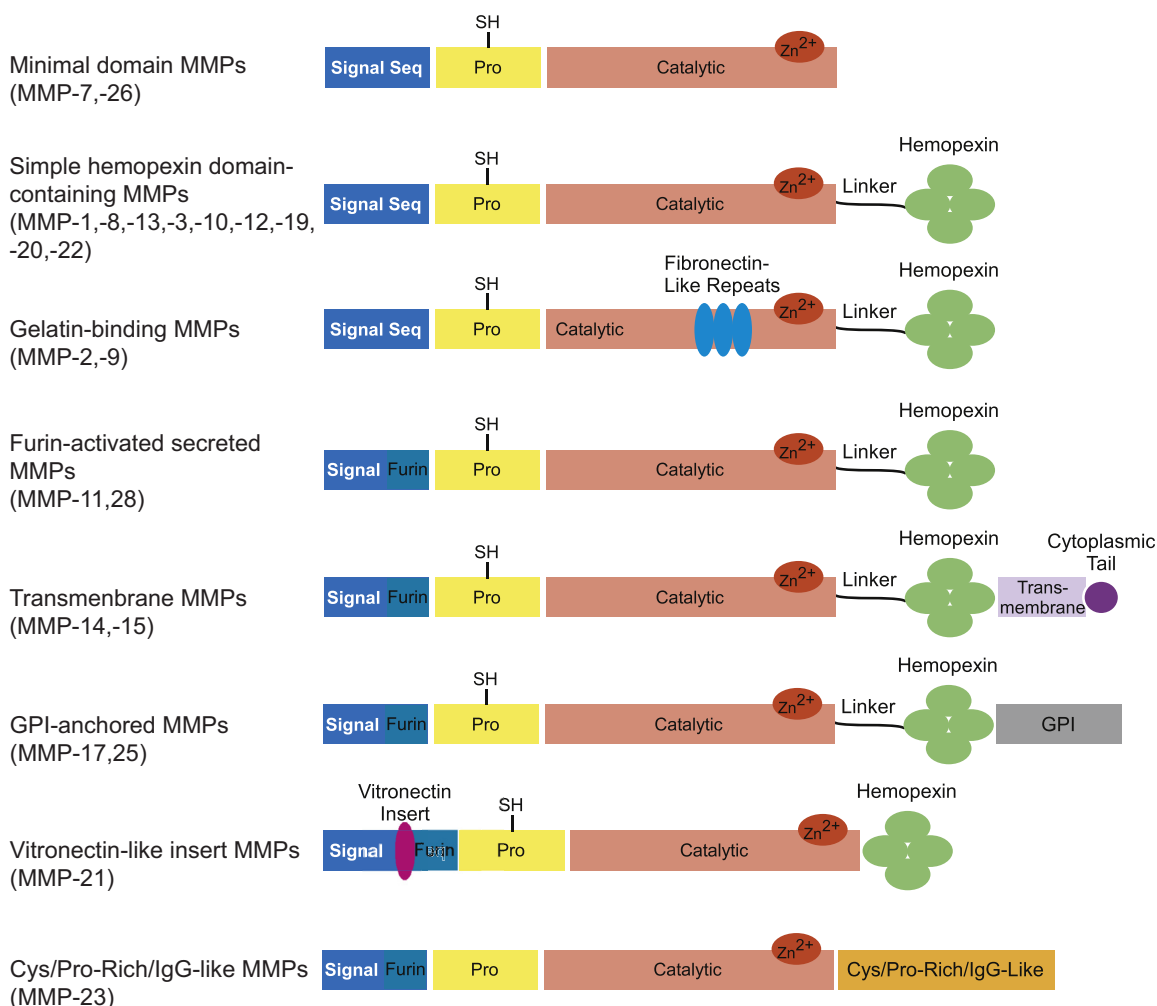 SH
Minimal domain MMPs
(MMP-7,-26)
Signal Seq
Pro
Catalytic
Zn2+
Simple hemopexin domain-
containing MMPs
(MMP-1,-8,-13,-3,-10,-12,-19,
-20,-22)
SH
Signal Seq
Pro
Catalytic
Zn2+
Linker
Hemopexin
Gelatin-binding MMPs
(MMP-2,-9)
SH
Signal Seq
Pro
Catalytic
Fibronectin-
Like Repeats
Zn2+
Linker
Hemopexin
Furin-activated secreted
MMPs
(MMP-11,28)
SH
Signal
Furin
Pro
Catalytic
Zn2+
Linker
Hemopexin
Transmenbrane MMPs
(MMP-14,-15)
SH
Signal
Furin
Pro
Catalytic
Zn2+
Linker
Hemopexin
Trans-
membrane
Cytoplasmic
Tail
GPI-anchored MMPs
(MMP-17,25)
SH
Signal
Furin
Pro
Catalytic
Zn2+
Linker
Hemopexin
GPI
Vitronectin-like insert MMPs
(MMP-21)
Vitronectin
Insert
SH
Signal
Furin
Pro
Catalytic
Zn2+
Hemopexin
Cys/Pro-Rich/IgG-like MMPs
(MMP-23)
Signal
Furin
Pro
Catalytic
Zn2+
Cys/Pro-Rich/IgG-Like